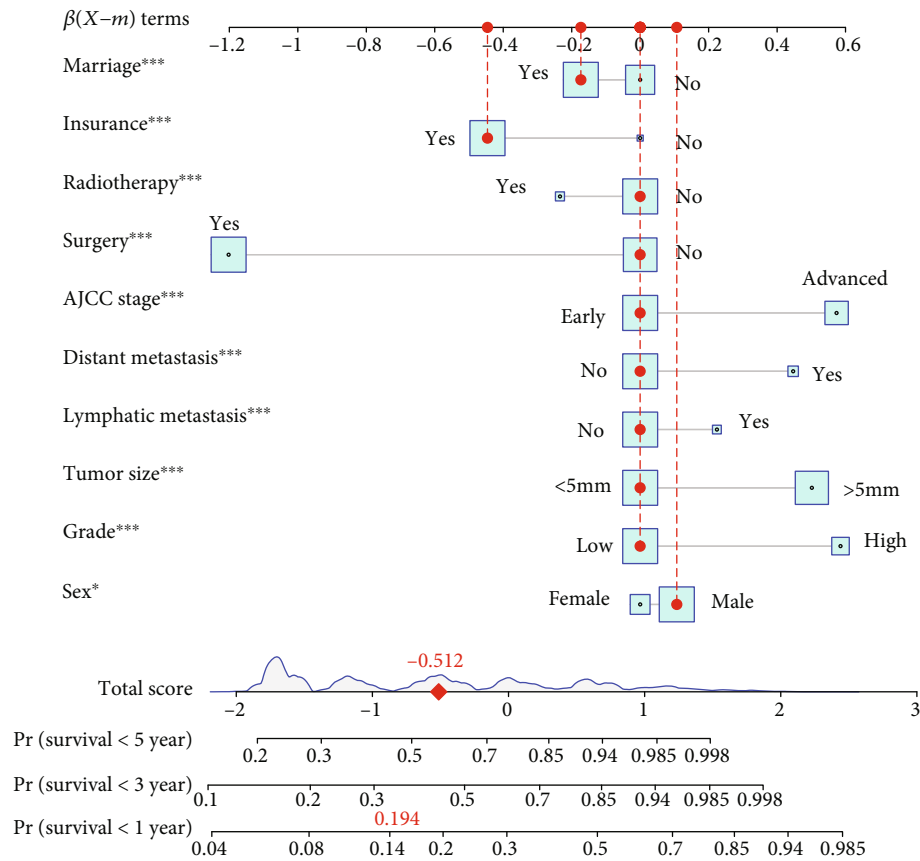 β(X–m) terms
−1.2 −1 −0.8 −0.6 −0.4 −0.2 0 0.2 0.4 0.6
Marriage*** Yes No
Insurance*** Yes No
Radiotherapy*** Yes No
Surgery*** Yes No
AJCC stage*** Early Advanced
Distant metastasis*** No Yes
Lymphatic metastasis*** No Yes
Tumor size*** <5mm >5mm
Grade*** Low High
Sex* Female Male
−0.512
Total score
−2 −1 0 1 2 3
Pr (survival < 5 year)
0.2 0.3 0.5 0.7 0.85 0.94 0.985 0.998
Pr (survival < 3 year)
0.1 0.2 0.3 0.5 0.7 0.85 0.94 0.985 0.998
0.194
Pr (survival < 1 year)
0.04 0.08 0.14 0.2 0.3 0.5 0.7 0.85 0.94 0.985